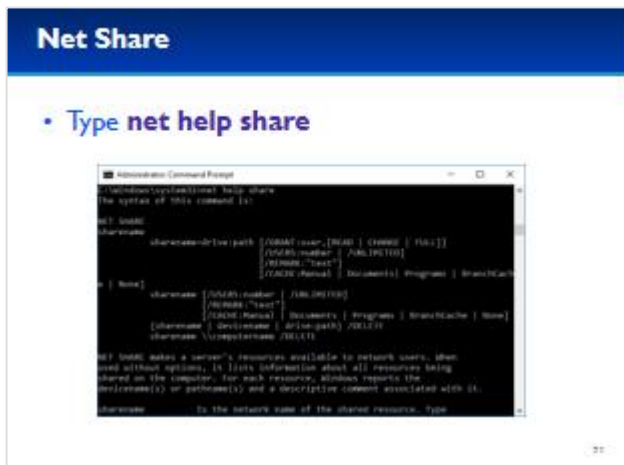 Net Share
• Type net help share
Administrator: Command Prompt
C:\Windows\system32>net help share
The syntax of this command is:
NET SHARE
sharename
sharename=drive:path [/GRANT:user,[READ | CHANGE | FULL]]
[/USERS:number | /UNLIMITED]
[/REMARK:"text"]
[/CACHE:Manual | Documents| Programs | BranchCach
e | None]
sharename [/USERS:number | /UNLIMITED]
[/REMARK:"text"]
[/CACHE:Manual | Documents | Programs | BranchCache | None]
{sharename | devicename | drive:path} /DELETE
sharename \\computername /DELETE
NET SHARE makes a server's resources available to network users. When
used without options, it lists information about all resources being
shared on the computer. For each resource, Windows reports the
devicename(s) or pathname(s) and a descriptive comment associated with it.
sharename Is the network name of the shared resource. Type